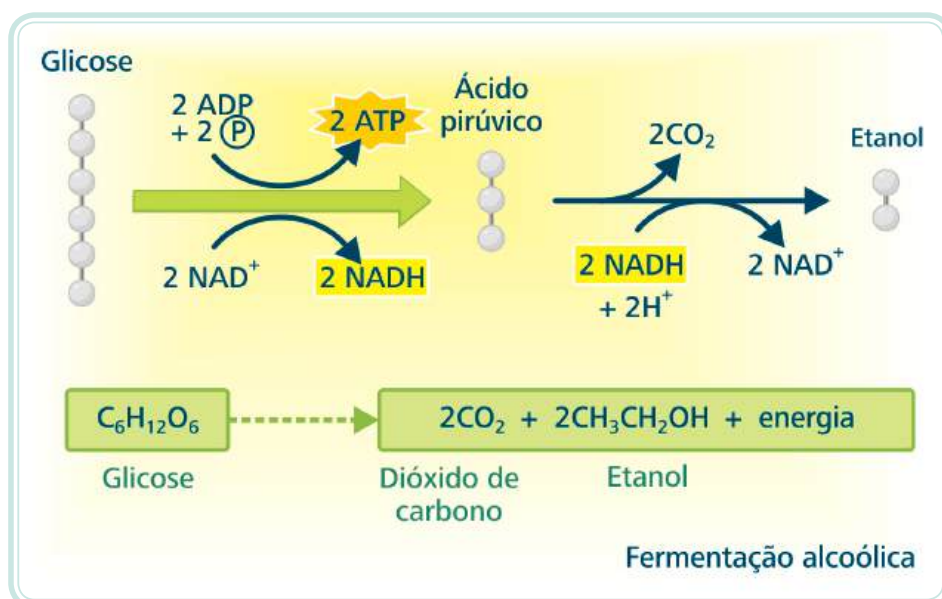 Glicose
2 ADP
+ 2 P
2 ATP
2 NAD⁺
2 NADH
Ácido
pirúvico
2CO₂
2 NADH
+ 2H⁺
2 NAD⁺
Etanol
C₆H₁₂O₆
2CO₂ + 2CH₃CH₂OH + energia
Glicose
Dióxido de
carbono
Etanol
Fermentação alcoólica